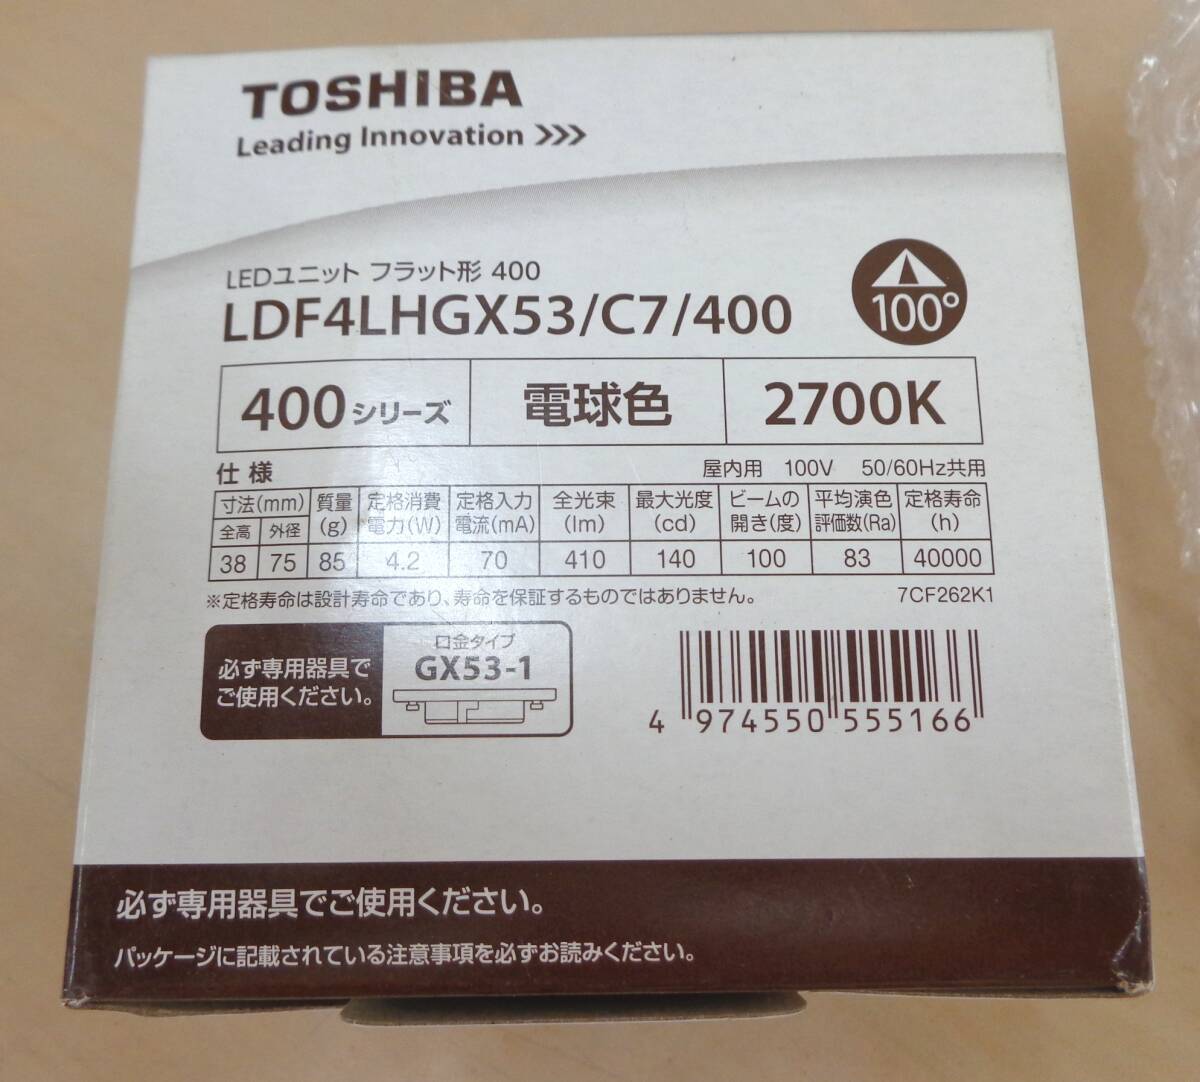 TOSHIBA
Leading Innovation >>>
LEDユニット フラット形 400
LDF4LHGX53/C7/400
100°
400シリーズ 電球色 2700K
仕様
屋内用 100V 50/60Hz共用
寸法(mm) 質量(g) 定格消費電力(W) 定格入力電流(mA) 全光束(lm) 最大光度(cd) ビームの開き(度) 平均演色評価数(Ra) 定格寿命(h)
全高 外径
38 75 85 4.2 70 410 140 100 83 40000
※定格寿命は設計寿命であり、寿命を保証するものではありません。
7CF262K1
必ず専用器具で
ご使用ください。
口金タイプ
GX53-1
4 974550 555166
必ず専用器具でご使用ください。
パッケージに記載されている注意事項を必ずお読みください。